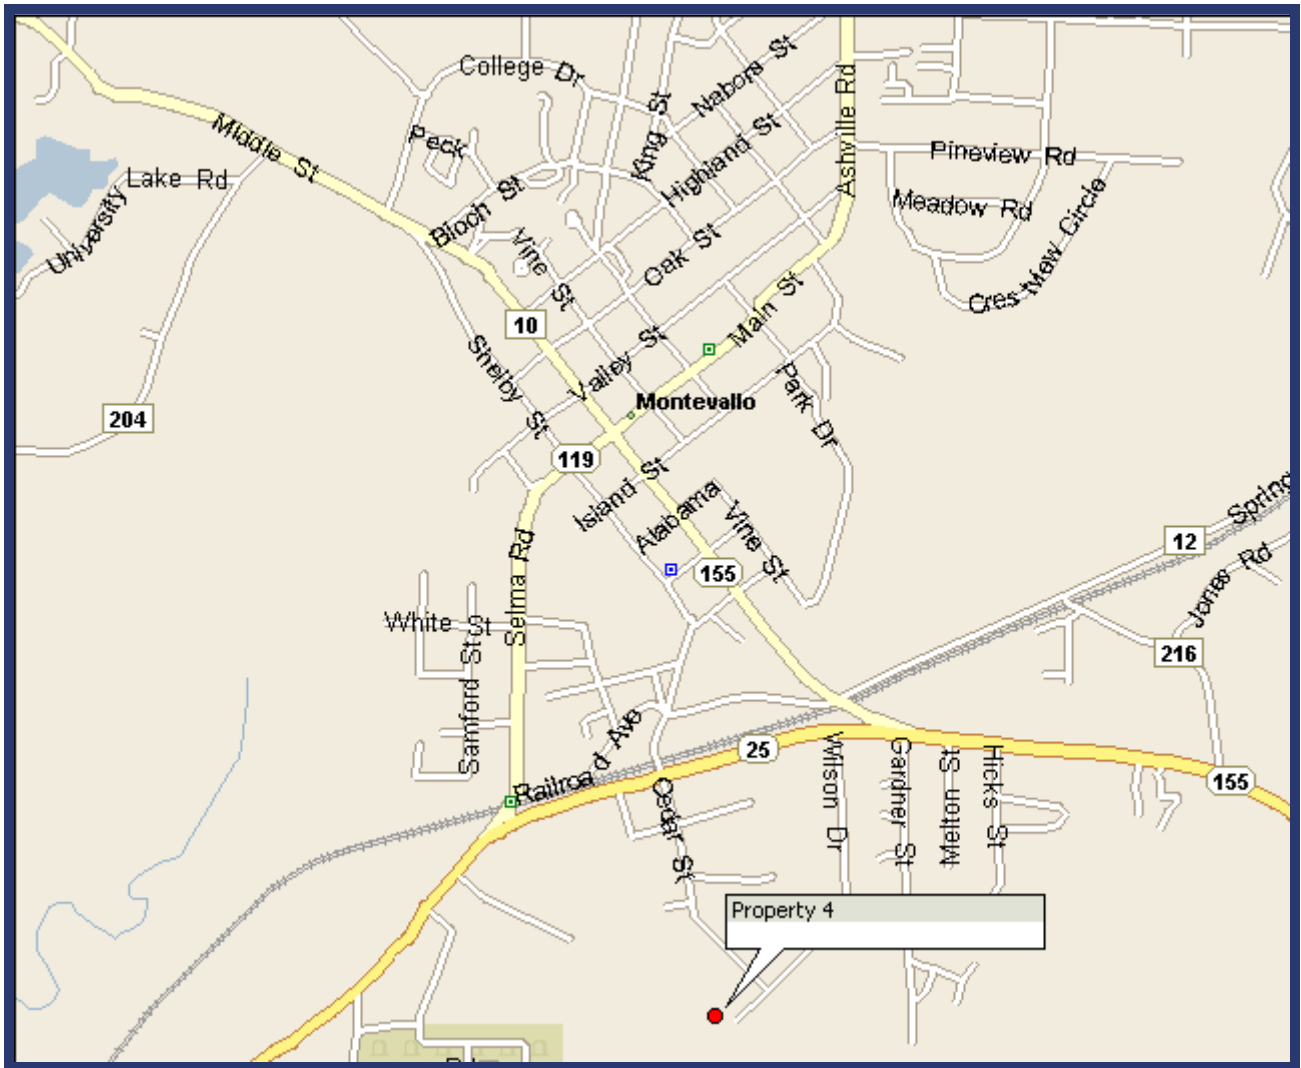 College Dr
Nabors St
King St
Ashville Rd
Peck
Highland St
Middle St
Pineview Rd
Lake Rd
Meadow Rd
University
Bloch St
Vine St
Oak St
Crestview Circle
10
Main St
Shelby St
Valley St
Montevallo
Park Dr
204
119
Island St
Alabama
Vine St
Spring
12
Jones Rd
155
Selma Rd
White St
216
Samford St
Railroad Ave
25
Wilson Dr
Gardner St
Melton St
Hicks St
155
Cedar St
Property 4